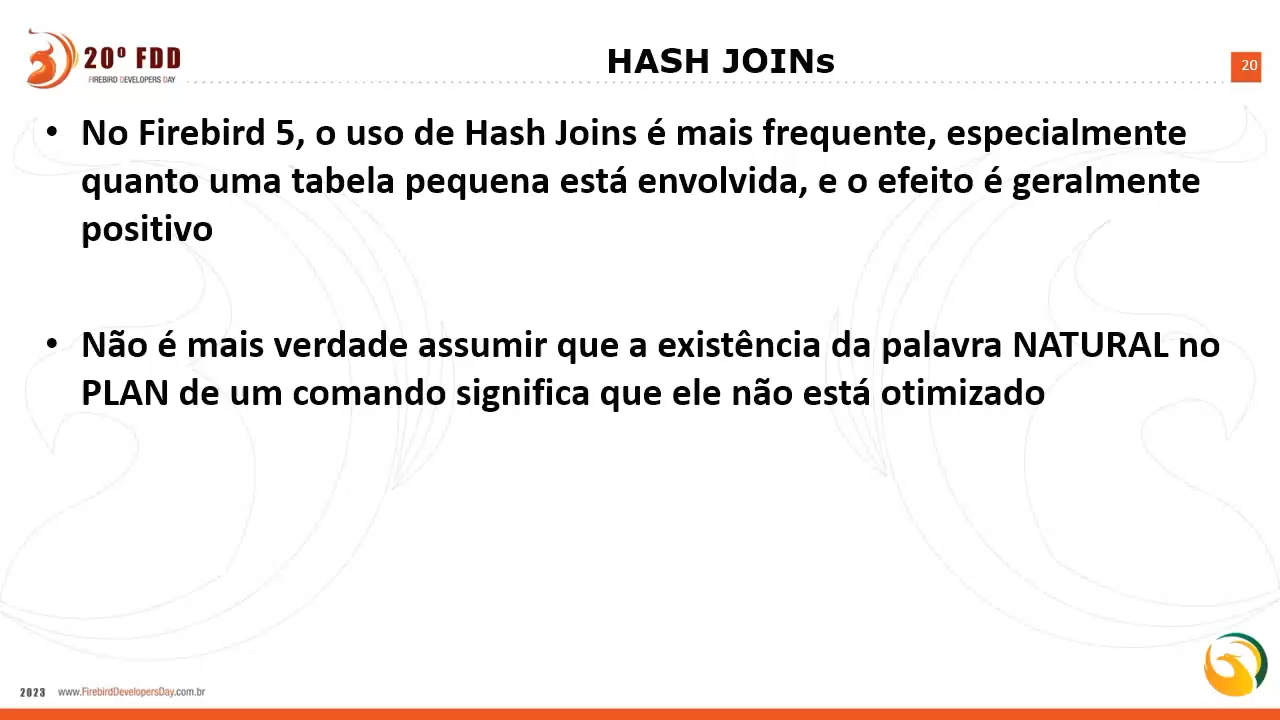 20º FDD
FIREBIRD DEVELOPERS DAY
HASH JOINs
20
• No Firebird 5, o uso de Hash Joins é mais frequente, especialmente
quanto uma tabela pequena está envolvida, e o efeito é geralmente
positivo
• Não é mais verdade assumir que a existência da palavra NATURAL no
PLAN de um comando significa que ele não está otimizado
2023 www.FirebirdDevelopersDay.com.br